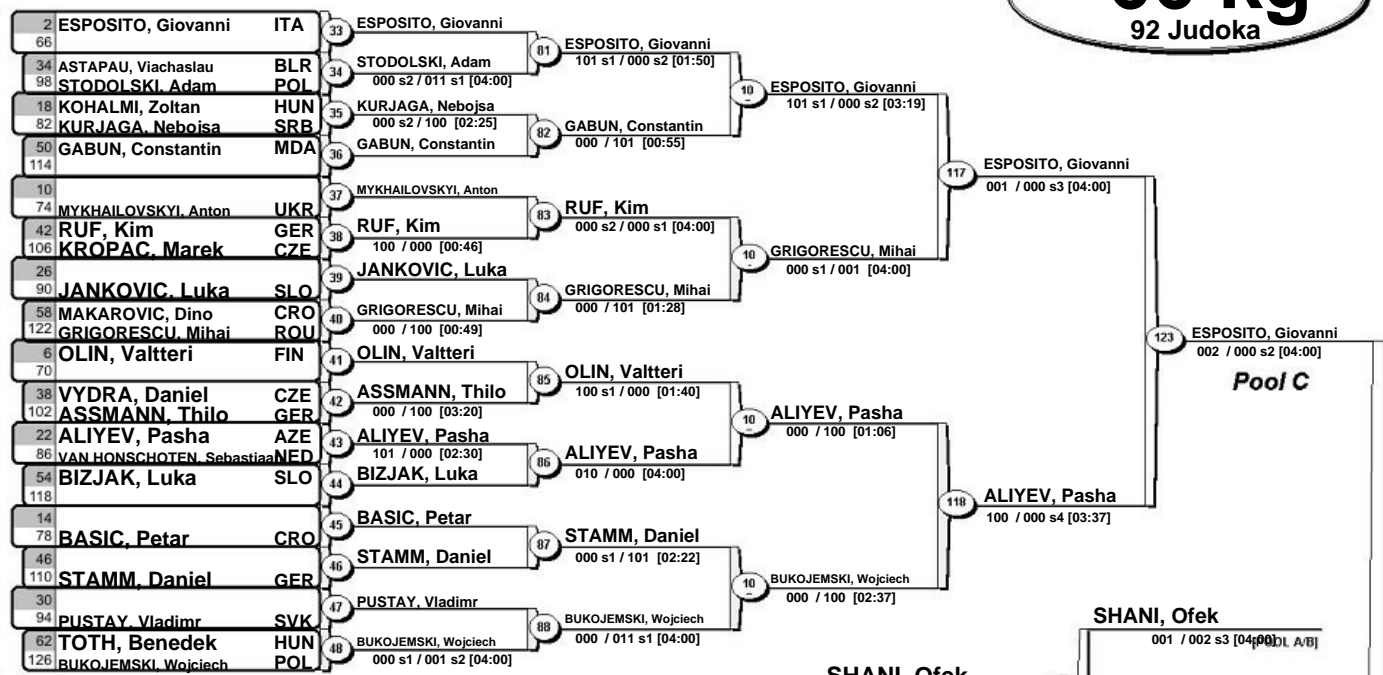 92 Judoka
2 ESPOSITO, Giovanni ITA
66
34 ASTAPAU, Viachaslau BLR
98 STODOLSKI, Adam POL
18 KOHALMI, Zoltan HUN
82 KURJAGA, Nebojsa SRB
50 GABUN, Constantin MDA
114
10
74 MYKHAILOVSKYI, Anton UKR
42 RUF, Kim GER
106 KROPAC, Marek CZE
26
90 JANKOVIC, Luka SLO
58 MAKAROVIC, Dino CRO
122 GRIGORESCU, Mihai ROU
6 OLIN, Valtteri FIN
70
38 VYDRA, Daniel CZE
102 ASSMANN, Thilo GER
22 ALIYEV, Pasha AZE
86 VAN HONSCHOTEN, Sebastiaan NED
54 BIZJAK, Luka SLO
118
14
78 BASIC, Petar CRO
46
110 STAMM, Daniel GER
30
94 PUSTAY, Vladimr SVK
62 TOTH, Benedek HUN
126 BUKOJEMSKI, Wojciech POL
33 ESPOSITO, Giovanni
34 STODOLSKI, Adam
000 s2 / 011 s1 [04:00]
35 KURJAGA, Nebojsa
000 s2 / 100 [02:25]
36 GABUN, Constantin
37 MYKHAILOVSKYI, Anton
38 RUF, Kim
100 / 000 [00:46]
39 JANKOVIC, Luka
40 GRIGORESCU, Mihai
000 / 100 [00:49]
41 OLIN, Valtteri
42 ASSMANN, Thilo
000 / 100 [03:20]
43 ALIYEV, Pasha
101 / 000 [02:30]
44 BIZJAK, Luka
45 BASIC, Petar
46 STAMM, Daniel
47 PUSTAY, Vladimr
48 BUKOJEMSKI, Wojciech
000 s1 / 001 s2 [04:00]
81 ESPOSITO, Giovanni
101 s1 / 000 s2 [01:50]
82 GABUN, Constantin
000 / 101 [00:55]
83 RUF, Kim
000 s2 / 000 s1 [04:00]
84 GRIGORESCU, Mihai
000 / 101 [01:28]
85 OLIN, Valtteri
100 s1 / 000 [01:40]
86 ALIYEV, Pasha
010 / 000 [04:00]
87 STAMM, Daniel
000 s1 / 101 [02:22]
88 BUKOJEMSKI, Wojciech
000 / 011 s1 [04:00]
10 ESPOSITO, Giovanni
101 s1 / 000 s2 [03:19]
10 GRIGORESCU, Mihai
000 s1 / 001 [04:00]
10 ALIYEV, Pasha
000 / 100 [01:06]
10 BUKOJEMSKI, Wojciech
000 / 100 [02:37]
117 ESPOSITO, Giovanni
001 / 000 s3 [04:00]
118 ALIYEV, Pasha
100 / 000 s4 [03:37]
123 ESPOSITO, Giovanni
002 / 000 s2 [04:00]
Pool C
SHANI, Ofek
001 / 002 s3 [04:00] [POOL A/B]
SHANI, Ofek